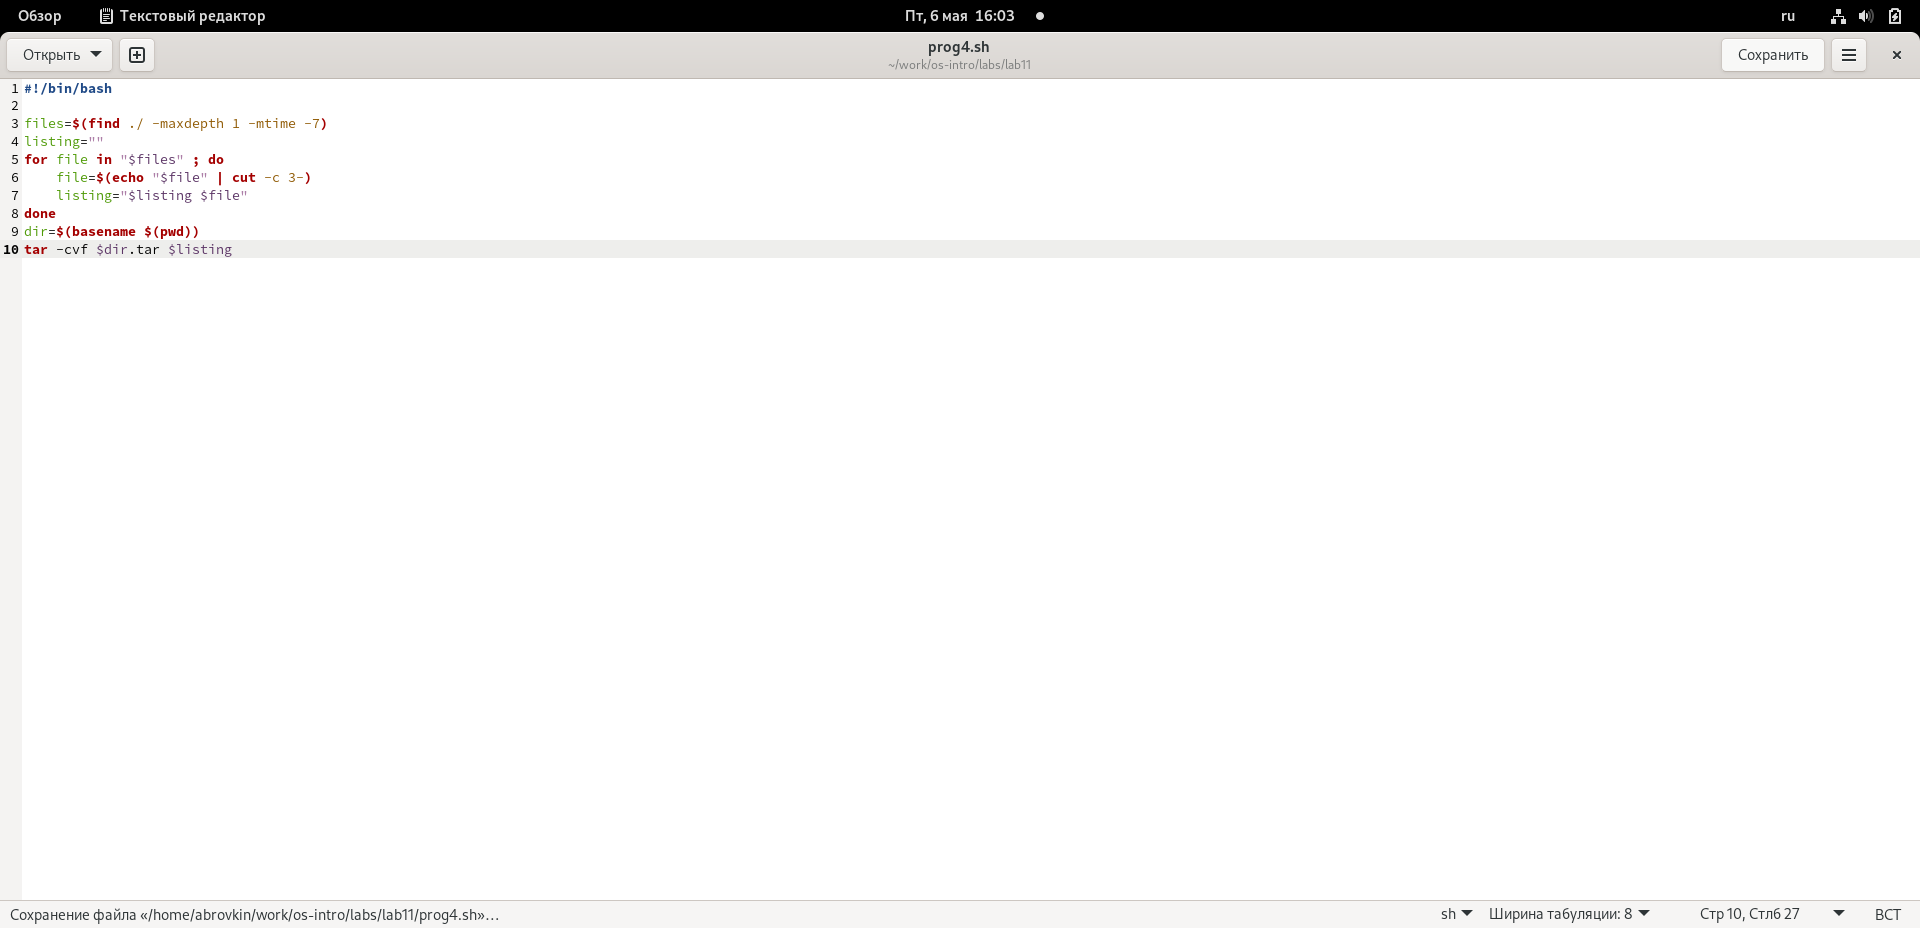 Обзор Текстовый редактор Пт, 6 мая 16:03 ru
Открыть prog4.sh Сохранить
~/work/os-intro/labs/lab11
1 #!/bin/bash
2
3 files=$(find ./ -maxdepth 1 -mtime -7)
4 listing=""
5 for file in "$files" ; do
6     file=$(echo "$file" | cut -c 3-)
7     listing="$listing $file"
8 done
9 dir=$(basename $(pwd))
10 tar -cvf $dir.tar $listing
Сохранение файла «/home/abrovkin/work/os-intro/labs/lab11/prog4.sh»… sh Ширина табуляции: 8 Стр 10, Стлб 27 ВСТ